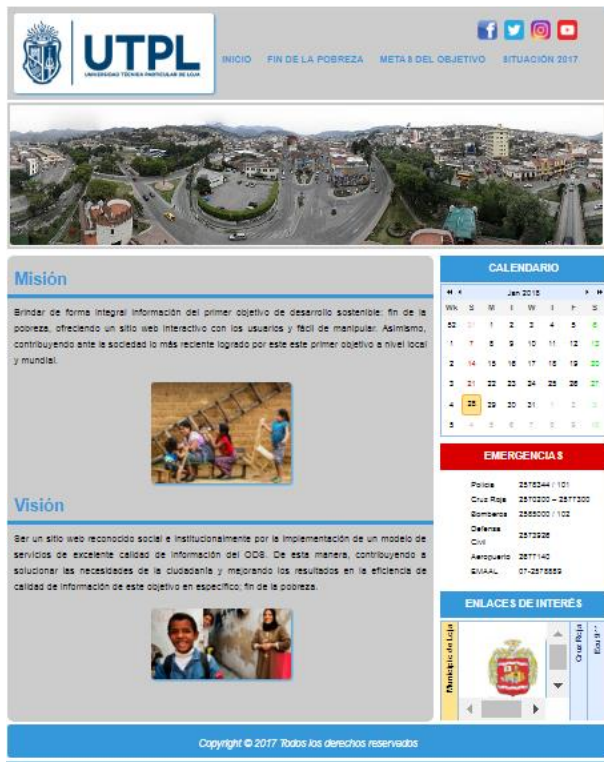 UTPL
UNIVERSIDAD TÉCNICA PARTICULAR DE LOJA
INICIO FIN DE LA POBREZA METAS DEL OBJETIVO SITUACIÓN 2017
Misión
Brindar de forma integral información del primer objetivo de desarrollo sostenible: fin de la
pobreza, ofreciendo un sitio web interactivo con los usuarios y fácil de manipular. Asimismo,
contribuyendo ante la sociedad lo más reciente logrado por este este primer objetivo a nivel local
y mundial.
Visión
Ser un sitio web reconocido social e institucionalmente por la implementación de un modelo de
servicios de excelente calidad de información del ODS. De esta manera, contribuyendo a
solucionar las necesidades de la ciudadanía y mejorando los resultados en la eficiencia de
calidad de información de este objetivo en específico; fin de la pobreza.
CALENDARIO
Jan 2018
Wk S M T W T F S
52 31 1 2 3 4 5 6
1 7 8 9 10 11 12 13
2 14 15 16 17 18 19 20
3 21 22 23 24 25 26 27
4 28 29 30 31 1 2 3
5 4 5 6 7 8 9 10
EMERGENCIAS
Policia 2578344 / 101
Cruz Roja 2570200 – 2577300
Bomberos 2585000 / 102
Defensa
Civil 2573926
Aeropuerto 2677140
EMAAL
ENLACES DE INTERÉS
Municipio de Loja
Cruz Roja
Copyright © 2017 Todos los derechos reservados